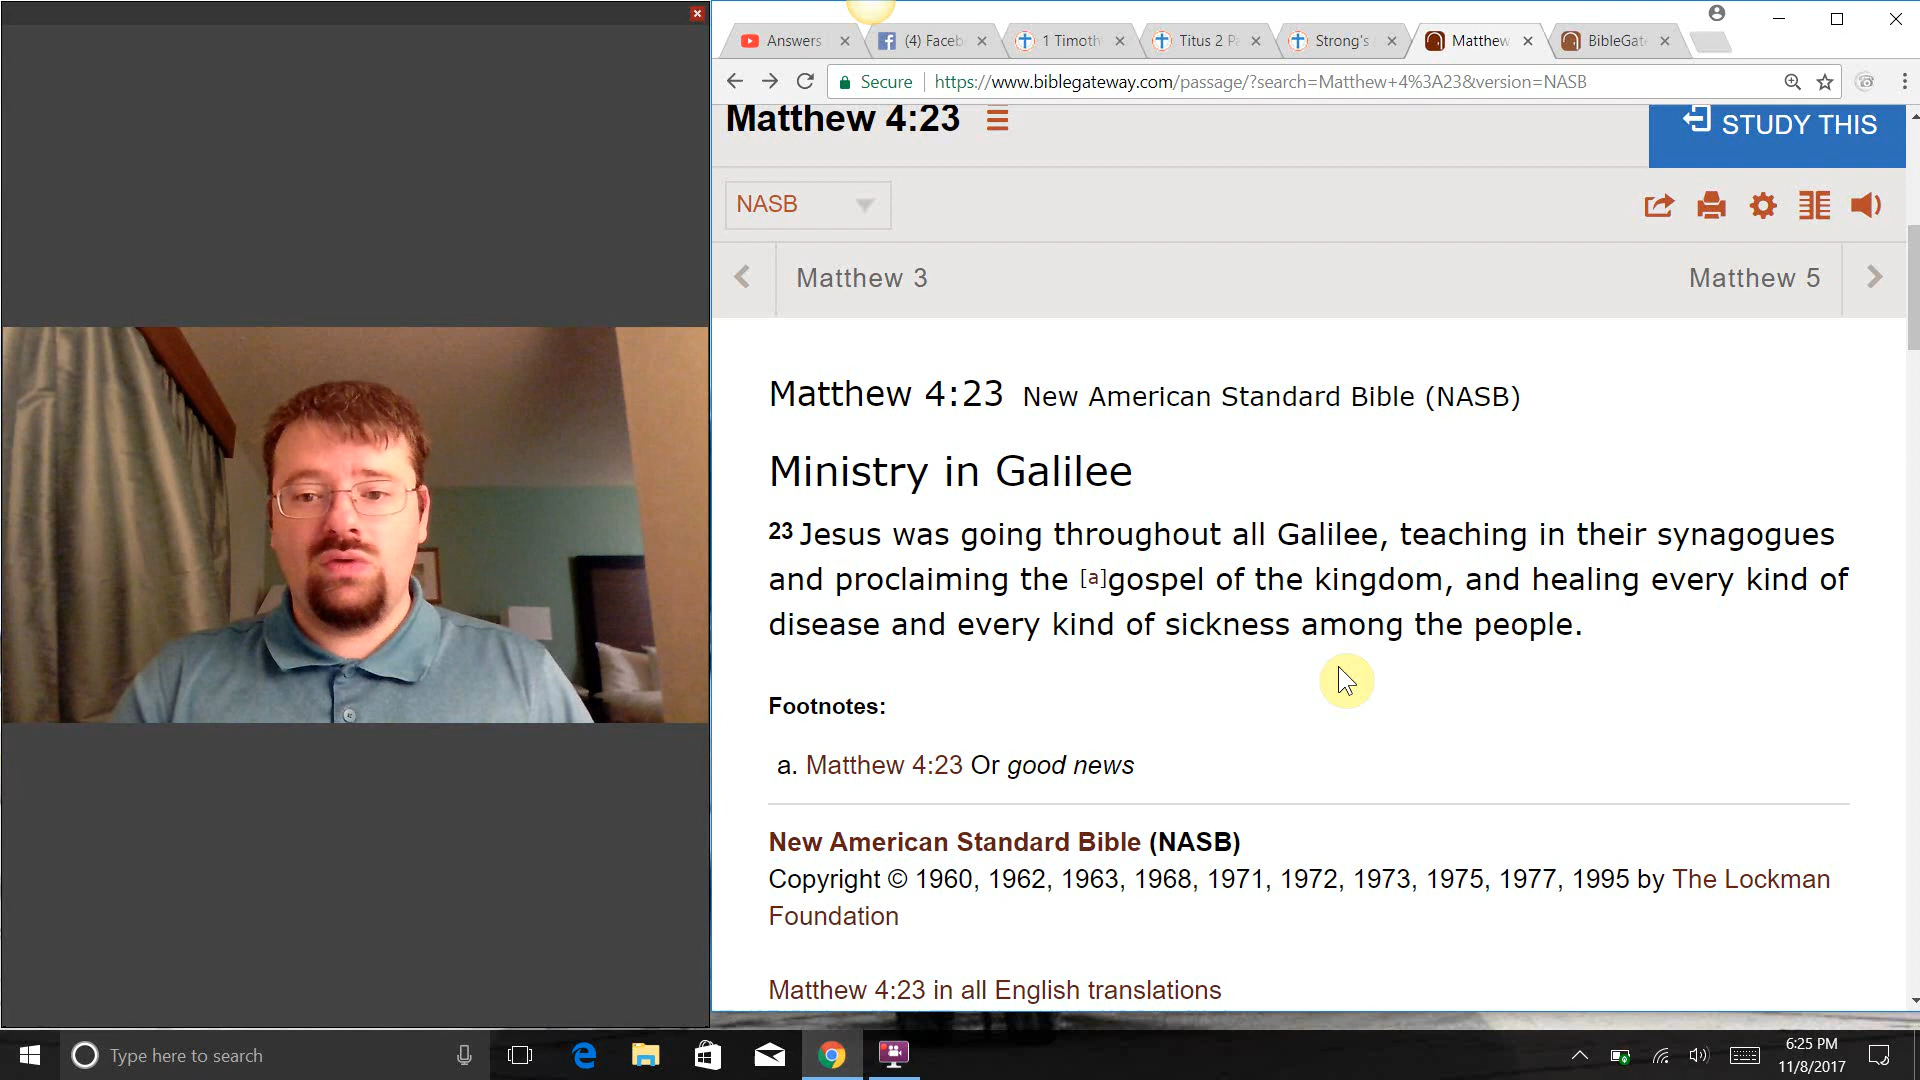 Answers
(4) Faceb
1 Timoth
Titus 2 Pa
Strong's
Matthew
BibleGate
Secure
https://www.biblegateway.com/passage/?search=Matthew+4%3A23&version=NASB
Matthew 4:23
STUDY THIS
NASB
Matthew 3
Matthew 5
Matthew 4:23 New American Standard Bible (NASB)
Ministry in Galilee
23 Jesus was going throughout all Galilee, teaching in their synagogues
and proclaiming the [a]gospel of the kingdom, and healing every kind of
disease and every kind of sickness among the people.
Footnotes:
a. Matthew 4:23 Or good news
New American Standard Bible (NASB)
Copyright © 1960, 1962, 1963, 1968, 1971, 1972, 1973, 1975, 1977, 1995 by The Lockman
Foundation
Matthew 4:23 in all English translations
Type here to search
6:25 PM
11/8/2017